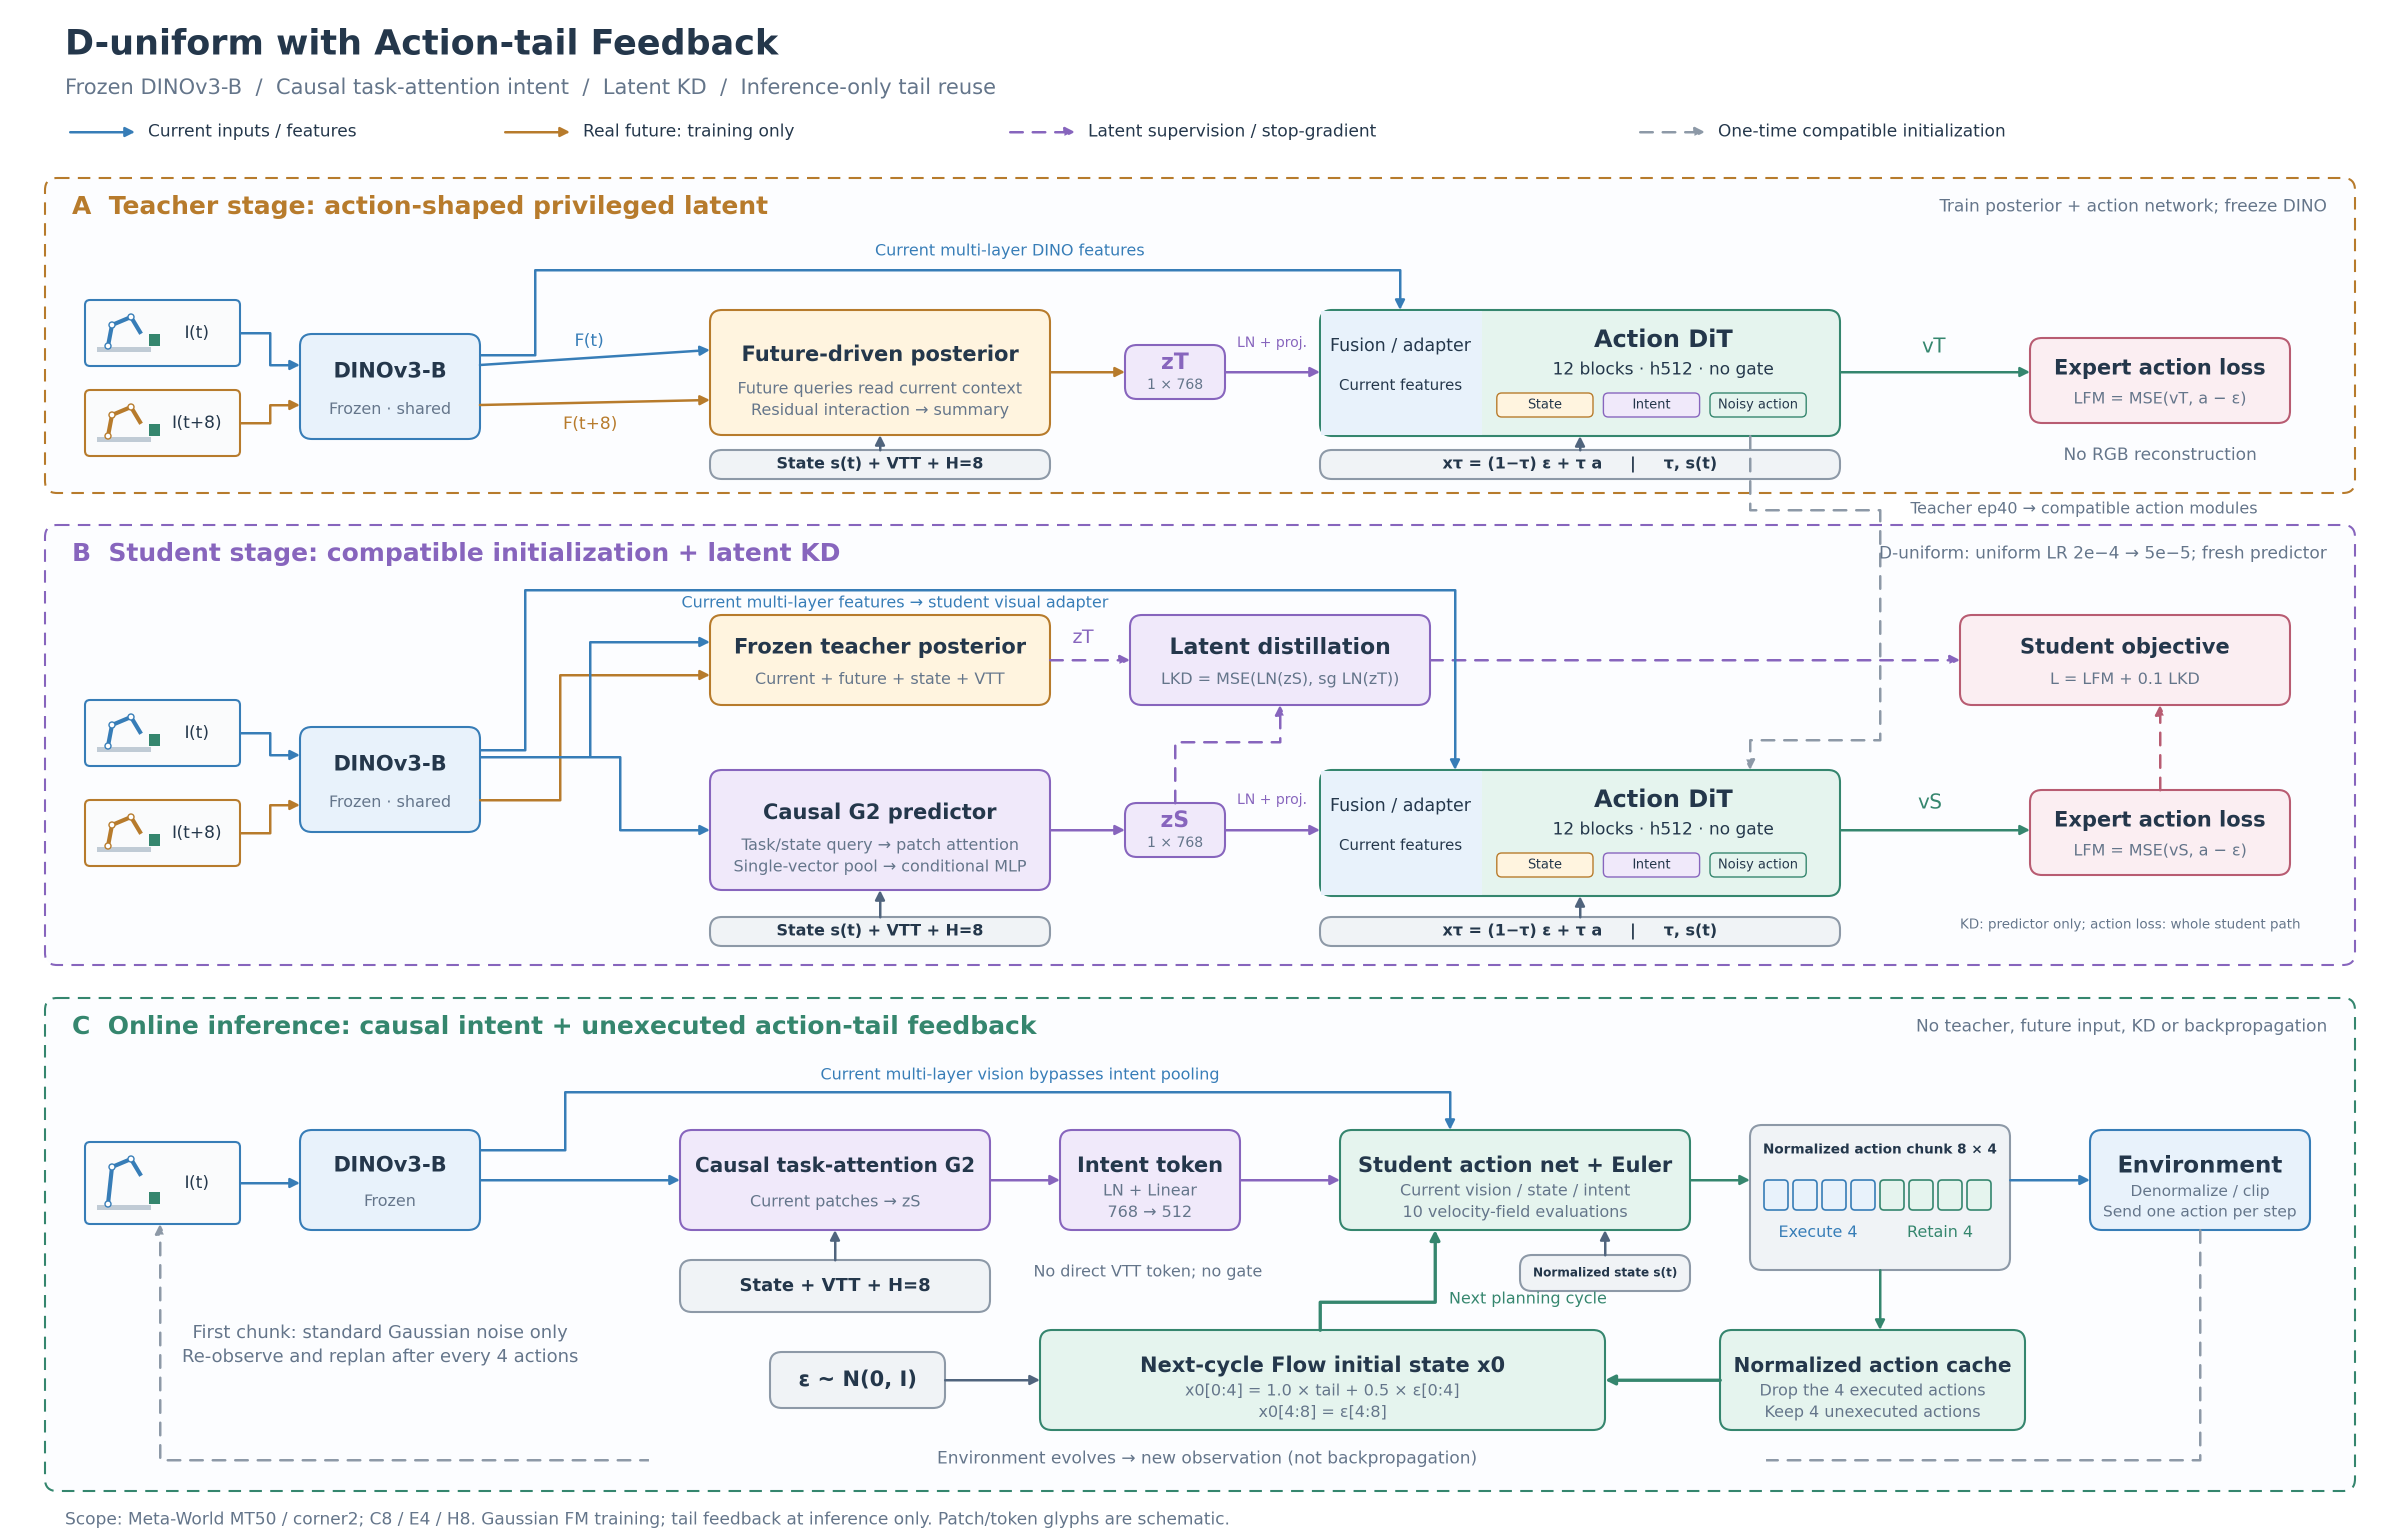 D-uniform with Action-tail Feedback
Frozen DINOv3-B / Causal task-attention intent / Latent KD / Inference-only tail reuse
Current inputs / features
Real future: training only
Latent supervision / stop-gradient
One-time compatible initialization
A Teacher stage: action-shaped privileged latent
Train posterior + action network; freeze DINO
Current multi-layer DINO features
I(t)
I(t+8)
DINOv3-B
Frozen · shared
F(t)
F(t+8)
Future-driven posterior
Future queries read current context
Residual interaction → summary
State s(t) + VTT + H=8
zT
1 × 768
LN + proj.
Fusion / adapter
Current features
Action DiT
12 blocks · h512 · no gate
State
Intent
Noisy action
xτ = (1−τ) ε + τ a | τ, s(t)
vT
Expert action loss
LFM = MSE(vT, a − ε)
No RGB reconstruction
Teacher ep40 → compatible action modules
B Student stage: compatible initialization + latent KD
D-uniform: uniform LR 2e−4 → 5e−5; fresh predictor
Current multi-layer features → student visual adapter
I(t)
I(t+8)
DINOv3-B
Frozen · shared
Frozen teacher posterior
Current + future + state + VTT
zT
Latent distillation
LKD = MSE(LN(zS), sg LN(zT))
Student objective
L = LFM + 0.1 LKD
Causal G2 predictor
Task/state query → patch attention
Single-vector pool → conditional MLP
State s(t) + VTT + H=8
zS
1 × 768
LN + proj.
Fusion / adapter
Current features
Action DiT
12 blocks · h512 · no gate
State
Intent
Noisy action
xτ = (1−τ) ε + τ a | τ, s(t)
vS
Expert action loss
LFM = MSE(vS, a − ε)
KD: predictor only; action loss: whole student path
C Online inference: causal intent + unexecuted action-tail feedback
No teacher, future input, KD or backpropagation
Current multi-layer vision bypasses intent pooling
I(t)
DINOv3-B
Frozen
Causal task-attention G2
Current patches → zS
State + VTT + H=8
Intent token
LN + Linear
768 → 512
No direct VTT token; no gate
Student action net + Euler
Current vision / state / intent
10 velocity-field evaluations
Normalized state s(t)
Next planning cycle
Normalized action chunk 8 × 4
Execute 4
Retain 4
Environment
Denormalize / clip
Send one action per step
First chunk: standard Gaussian noise only
Re-observe and replan after every 4 actions
ε ~ N(0, I)
Next-cycle Flow initial state x0
x0[0:4] = 1.0 × tail + 0.5 × ε[0:4]
x0[4:8] = ε[4:8]
Normalized action cache
Drop the 4 executed actions
Keep 4 unexecuted actions
Environment evolves → new observation (not backpropagation)
Scope: Meta-World MT50 / corner2; C8 / E4 / H8. Gaussian FM training; tail feedback at inference only. Patch/token glyphs are schematic.